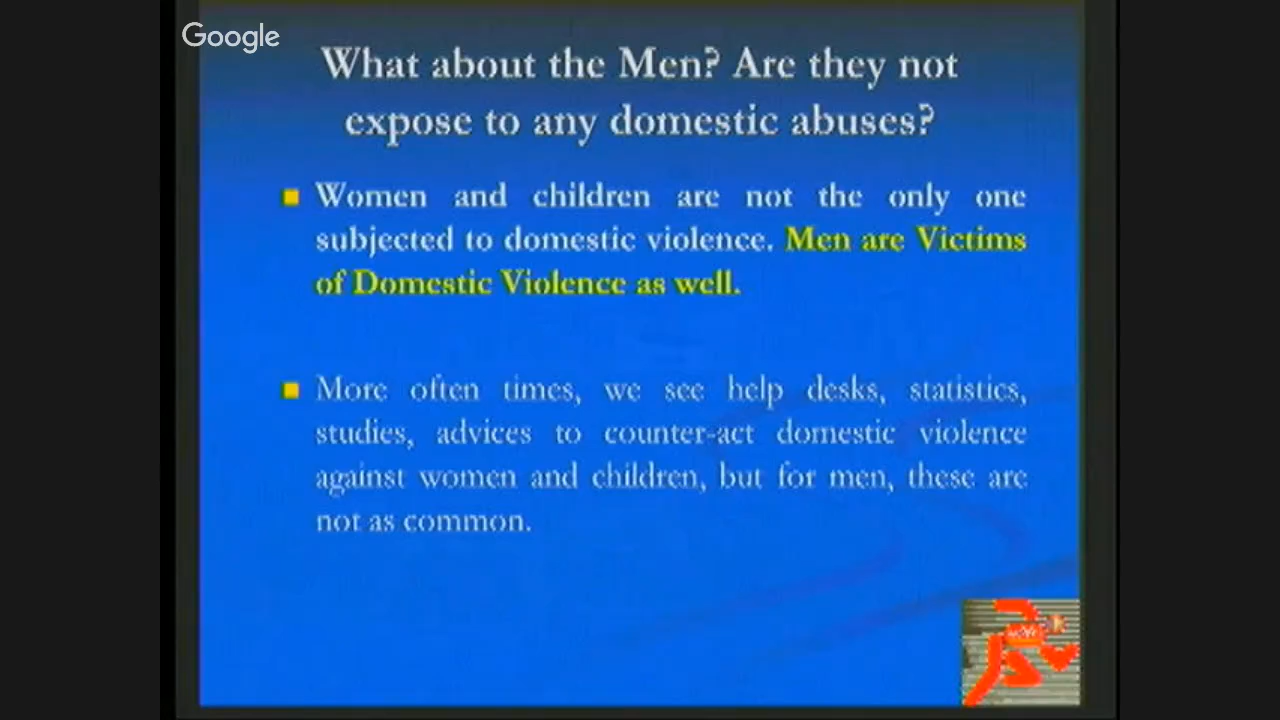 Google
What about the Men? Are they not
expose to any domestic abuses?
Women and children are not the only one
subjected to domestic violence. Men are Victims
of Domestic Violence as well.
More often times, we see help desks, statistics,
studies, advices to counter-act domestic violence
against women and children, but for men, these are
not as common.